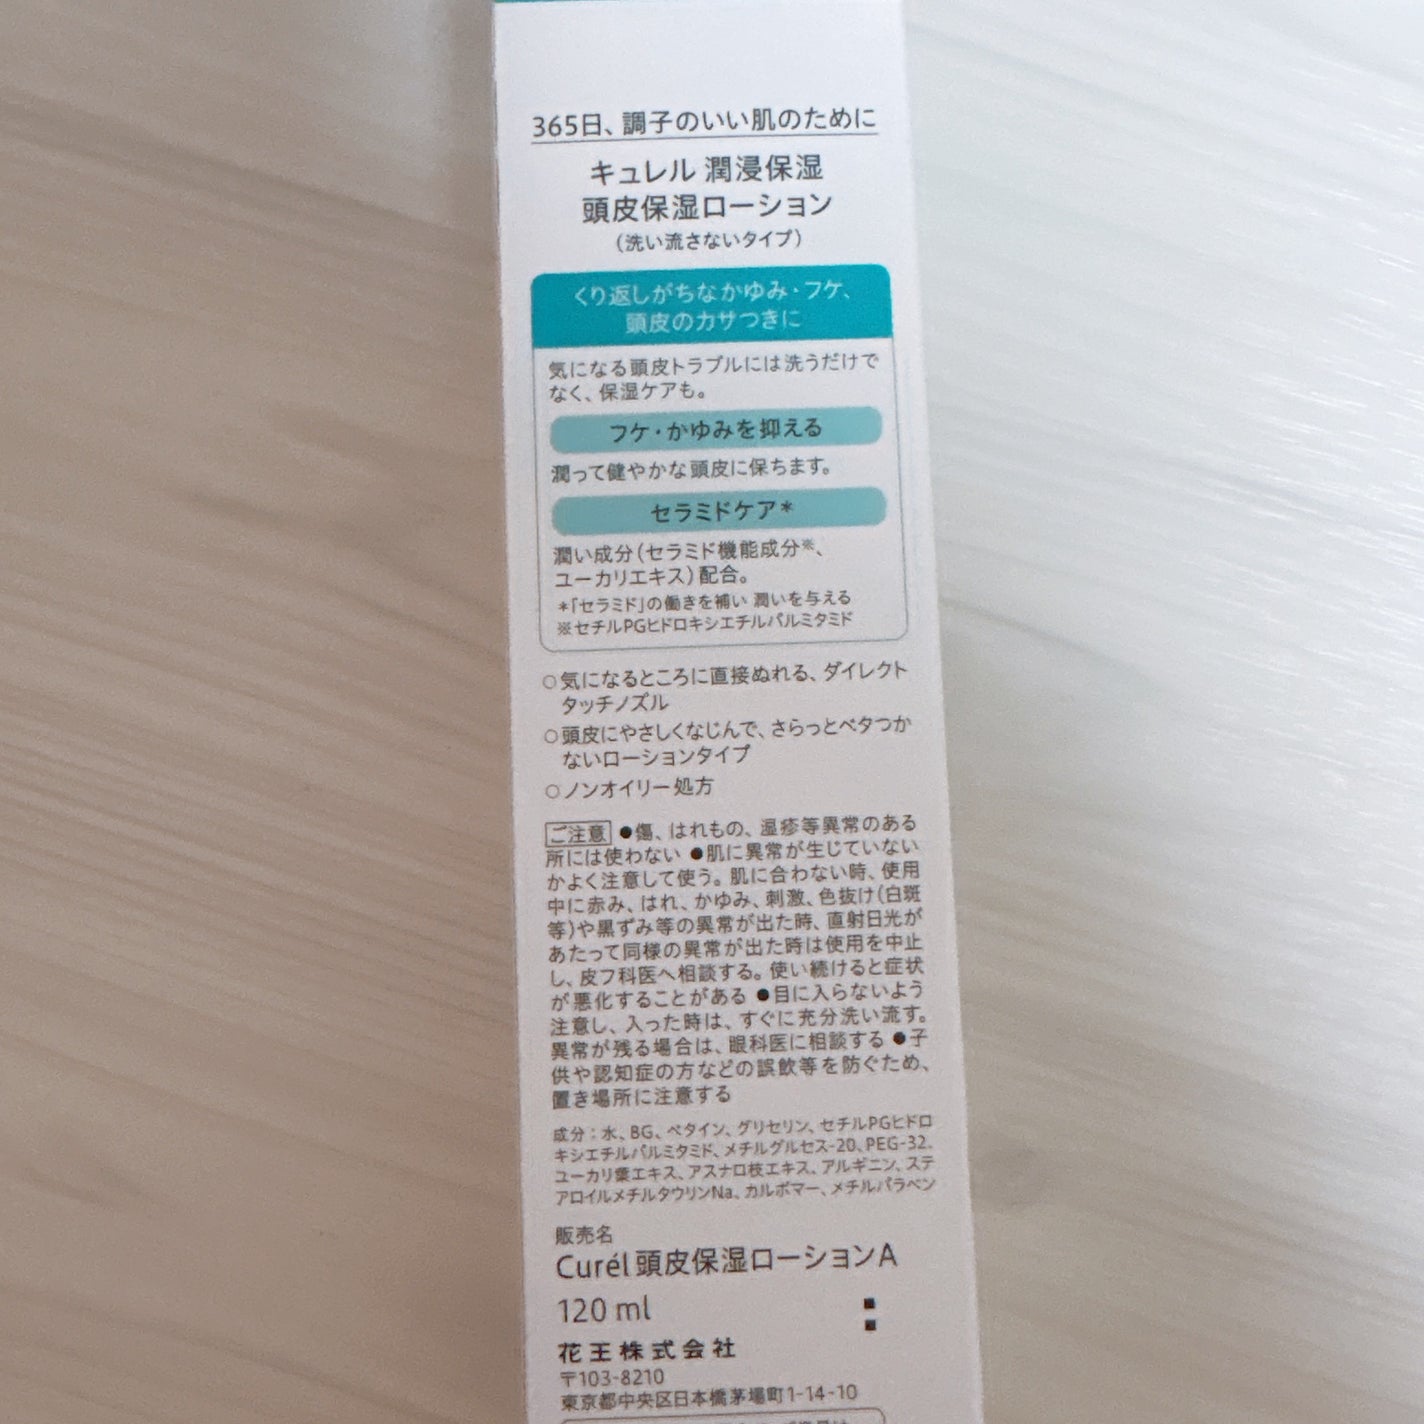 365日、調子のいい肌のために
キュレル 潤浸保湿
頭皮保湿ローション
（洗い流さないタイプ）
くり返しがちなかゆみ・フケ、
頭皮のカサつきに
気になる頭皮トラブルには洗うだけで
なく、保湿ケアも。
フケ・かゆみを抑える
潤って健やかな頭皮に保ちます。
セラミドケア*
潤い成分（セラミド機能成分※、
ユーカリエキス）配合。
*「セラミド」の働きを補い 潤いを与える
※セチルPGヒドロキシエチルパルミタミド
○気になるところに直接ぬれる、ダイレクト
タッチノズル
○頭皮にやさしくなじんで、さらっとベタつか
ないローションタイプ
○ノンオイリー処方
ご注意 ●傷、はれもの、湿疹等異常のある
所には使わない ●肌に異常が生じていない
かよく注意して使う。肌に合わない時、使用
中に赤み、はれ、かゆみ、刺激、色抜け（白斑
等）や黒ずみ等の異常が出た時、直射日光が
あたって同様の異常が出た時は使用を中止
し、皮フ科医へ相談する。使い続けると症状
が悪化することがある ●目に入らないよう
注意し、入った時は、すぐに充分洗い流す。
異常が残る場合は、眼科医に相談する ●子
供や認知症の方などの誤飲等を防ぐため、
置き場所に注意する
成分：水、BG、ベタイン、グリセリン、セチルPGヒドロ
キシエチルパルミタミド、メチルグルセス-20、PEG-32、
ユーカリ葉エキス、アスナロ枝エキス、アルギニン、ステ
アロイルメチルタウリンNa、カルボマー、メチルパラベン
販売名
Curél 頭皮保湿ローションA
120 ml
花王株式会社
〒103-8210
東京都中央区日本橋茅場町1-14-10